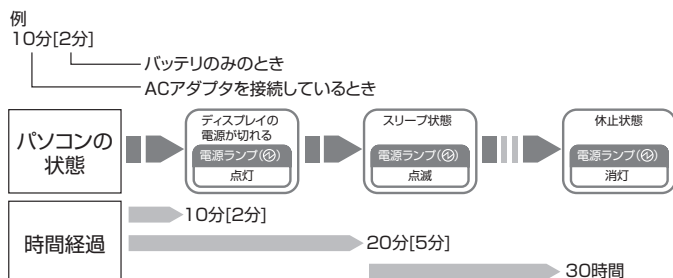 例
10分[2分]
バッテリのみのとき
ACアダプタを接続しているとき
パソコンの
状態
ディスプレイの
電源が切れる
電源ランプ()
点灯
スリープ状態
電源ランプ()
点滅
休止状態
電源ランプ()
消灯
時間経過
10分[2分]
20分[5分]
30時間